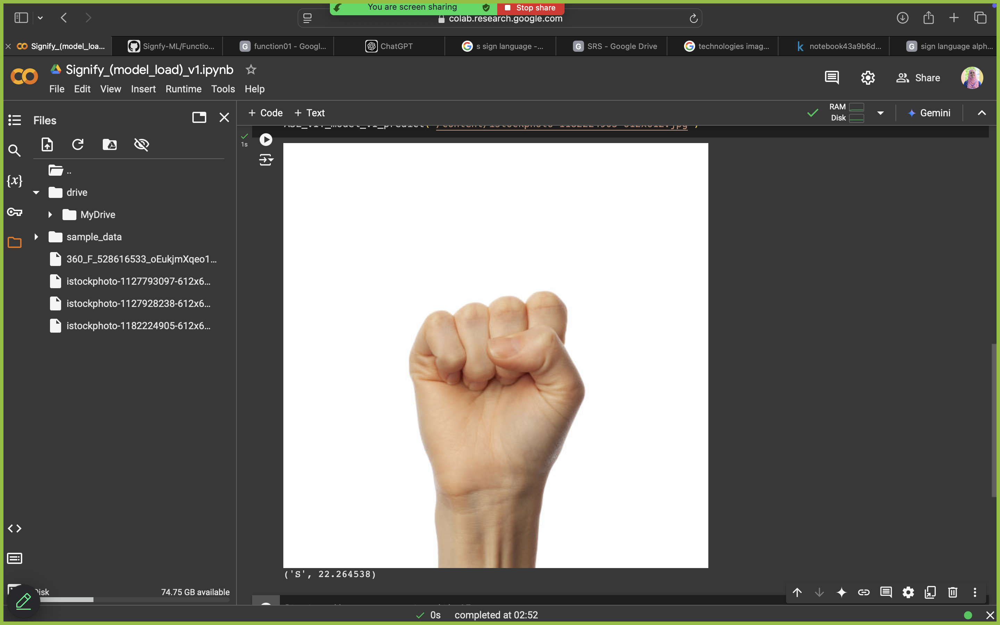 You are screen sharing
Stop share
colab.research.google.com
Signify_(model_loa...
Signfy-ML/Functio...
function01 - Googl...
ChatGPT
s sign language -...
SRS - Google Drive
technologies imag...
notebook43a9b6d...
sign language alph...
Signify_(model_load)_v1.ipynb
File Edit View Insert Runtime Tools Help
Share
Files
+ Code + Text
RAM
Disk
Gemini
1s
..
drive
MyDrive
sample_data
360_F_528616533_oEukjmXqeo1...
istockphoto-1127793097-612x6...
istockphoto-1127928238-612x6...
istockphoto-1182224905-612x6...
{x}
('S', 22.264538)
74.75 GB available
0s completed at 02:52